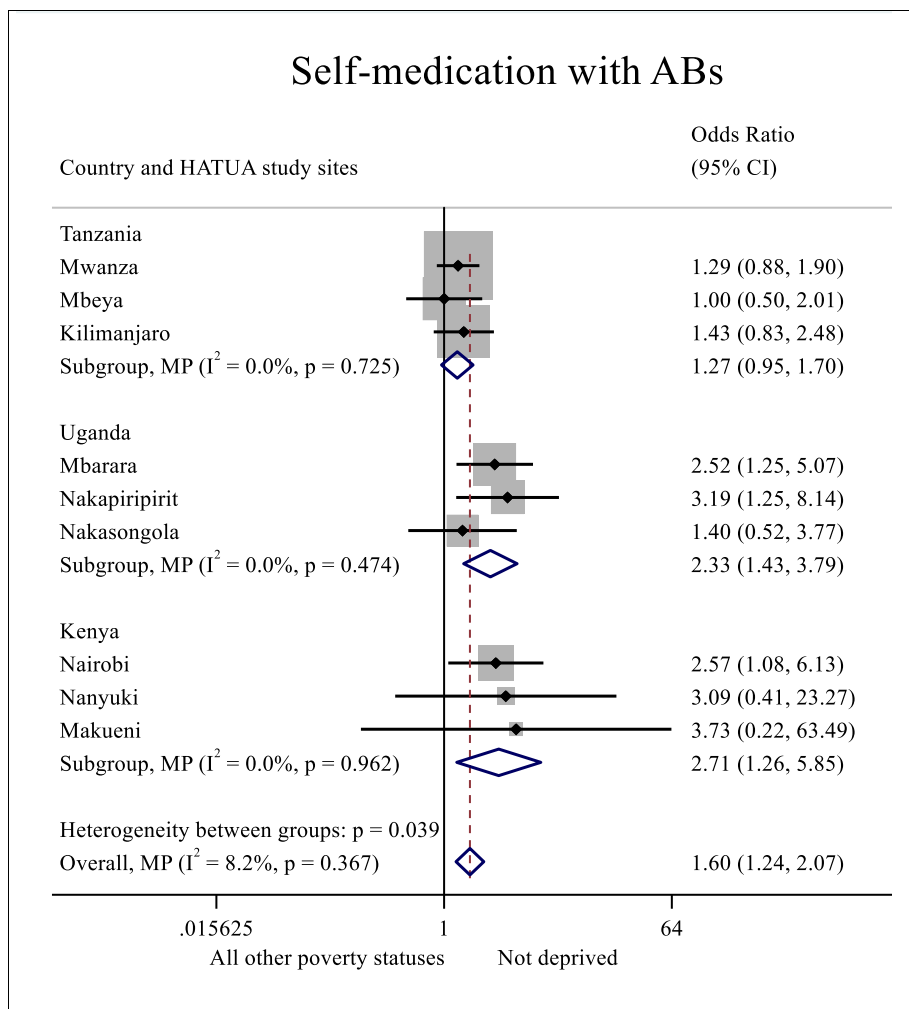 Self-medication with ABs
Odds Ratio
Country and HATUA study sites (95% CI)
Tanzania
Mwanza 1.29 (0.88, 1.90)
Mbeya 1.00 (0.50, 2.01)
Kilimanjaro 1.43 (0.83, 2.48)
Subgroup, MP (I² = 0.0%, p = 0.725) 1.27 (0.95, 1.70)
Uganda
Mbarara 2.52 (1.25, 5.07)
Nakapiripirit 3.19 (1.25, 8.14)
Nakasongola 1.40 (0.52, 3.77)
Subgroup, MP (I² = 0.0%, p = 0.474) 2.33 (1.43, 3.79)
Kenya
Nairobi 2.57 (1.08, 6.13)
Nanyuki 3.09 (0.41, 23.27)
Makueni 3.73 (0.22, 63.49)
Subgroup, MP (I² = 0.0%, p = 0.962) 2.71 (1.26, 5.85)
Heterogeneity between groups: p = 0.039
Overall, MP (I² = 8.2%, p = 0.367) 1.60 (1.24, 2.07)
.015625 1 64
All other poverty statuses Not deprived